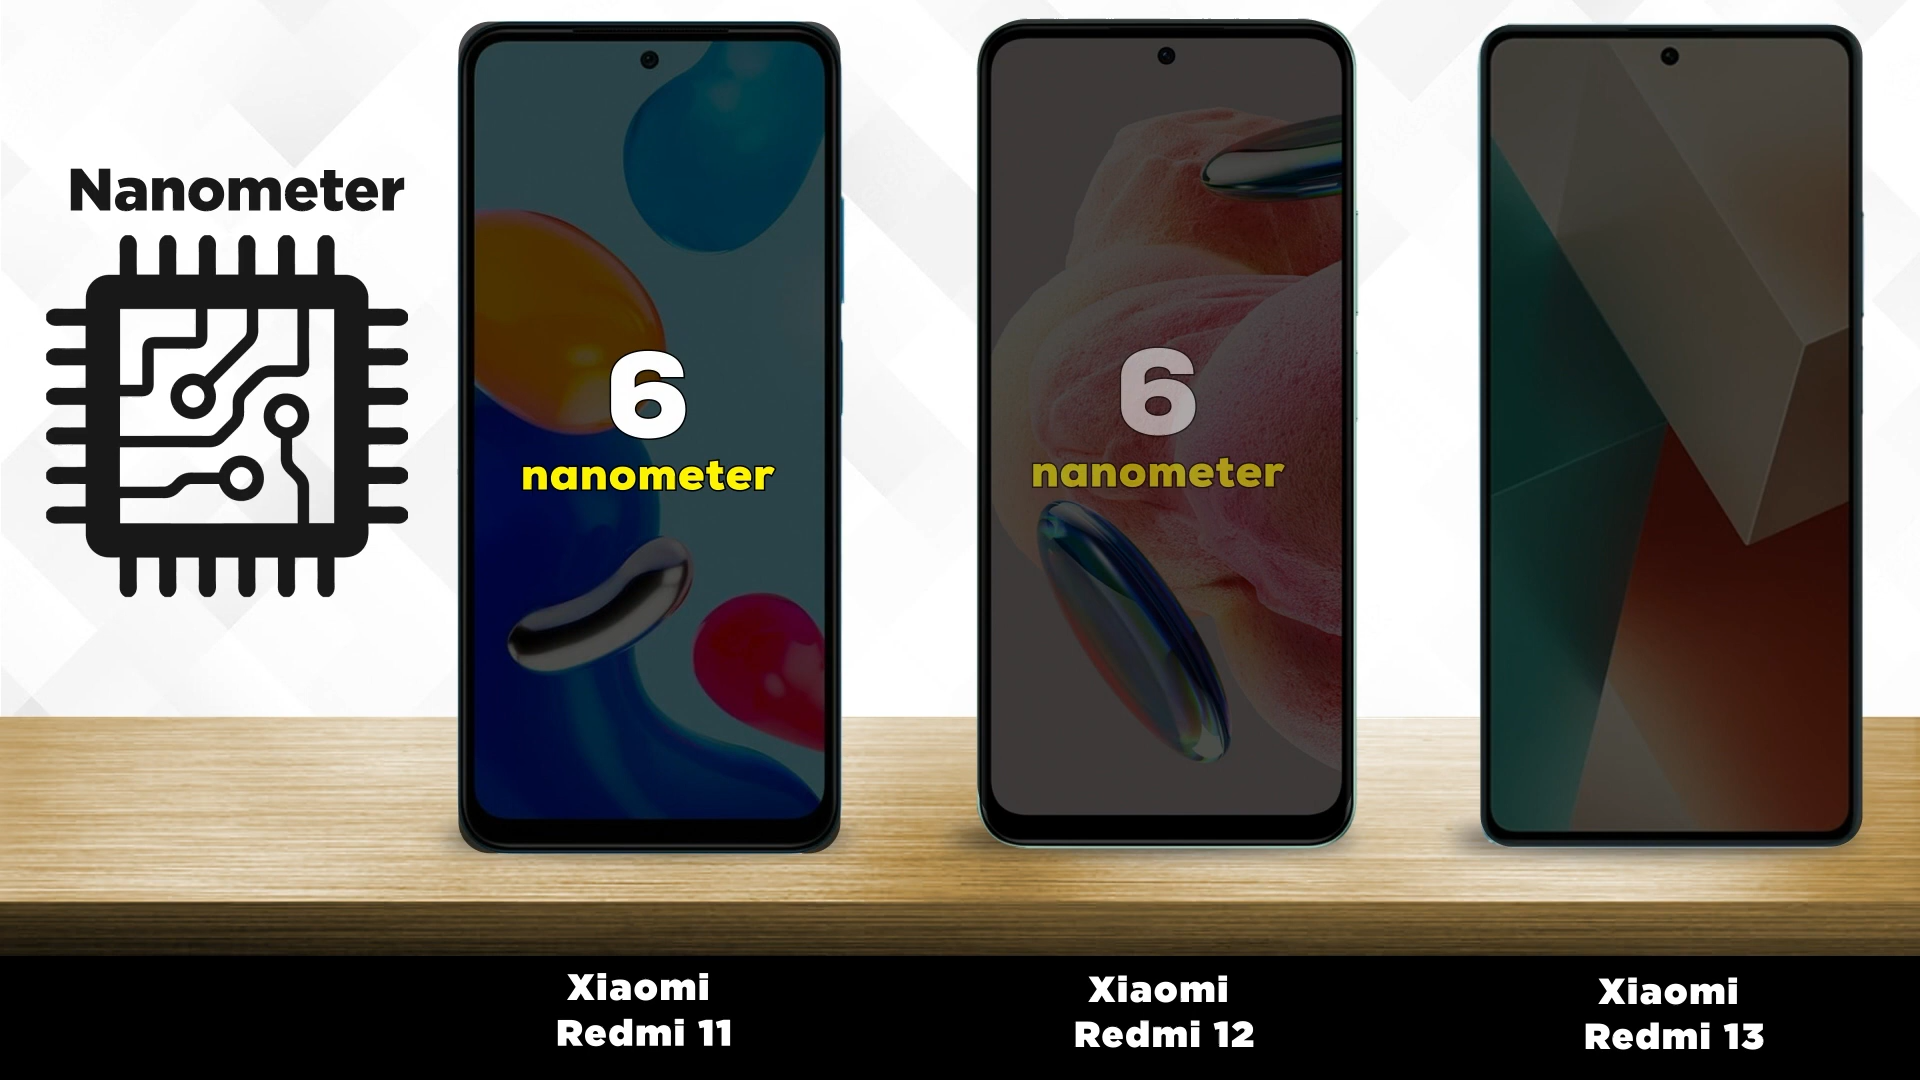 Nanometer
6
nanometer
6
nanometer
Xiaomi
Redmi 11
Xiaomi
Redmi 12
Xiaomi
Redmi 13